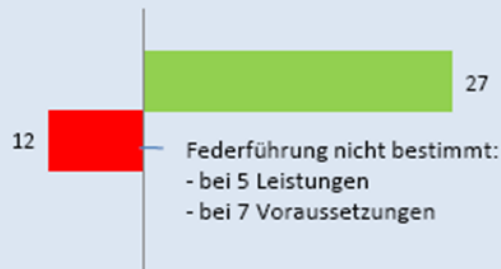 27
12
Federführung nicht bestimmt:
- bei 5 Leistungen
- bei 7 Voraussetzungen